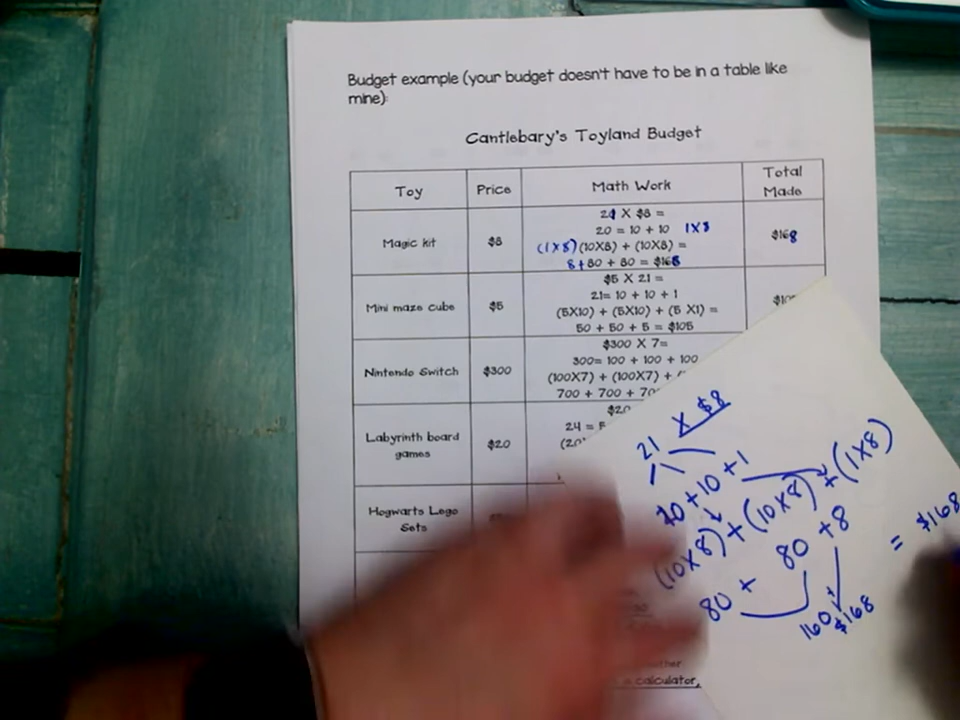 Budget example (your budget doesn't have to be in a table like
mine):
Cantlebary's Toyland Budget
Toy Price Math Work Total Made
Magic kit $8
21 X $8 =
20 = 10 + 10 1X8
(1X8)(10X8) + (10X8) =
8+80 + 80 = $168
$168
Mini maze cube $5
$5 X 21 =
21= 10 + 10 + 1
(5X10) + (5X10) + (5 X1) =
50 + 50 + 5 = $105
Nintendo Switch $300
$300 X 7=
300= 100 + 100 + 100
(100X7) + (100X7) +
700 + 700 +
Labyrinth board
games
$20
24 =
Hogwarts Lego
Sets
a calculator,
21 X $8
10+10+1
(10X8)+(10X8)+(1X8)
80 + 80 +8 = $168
160 + $168